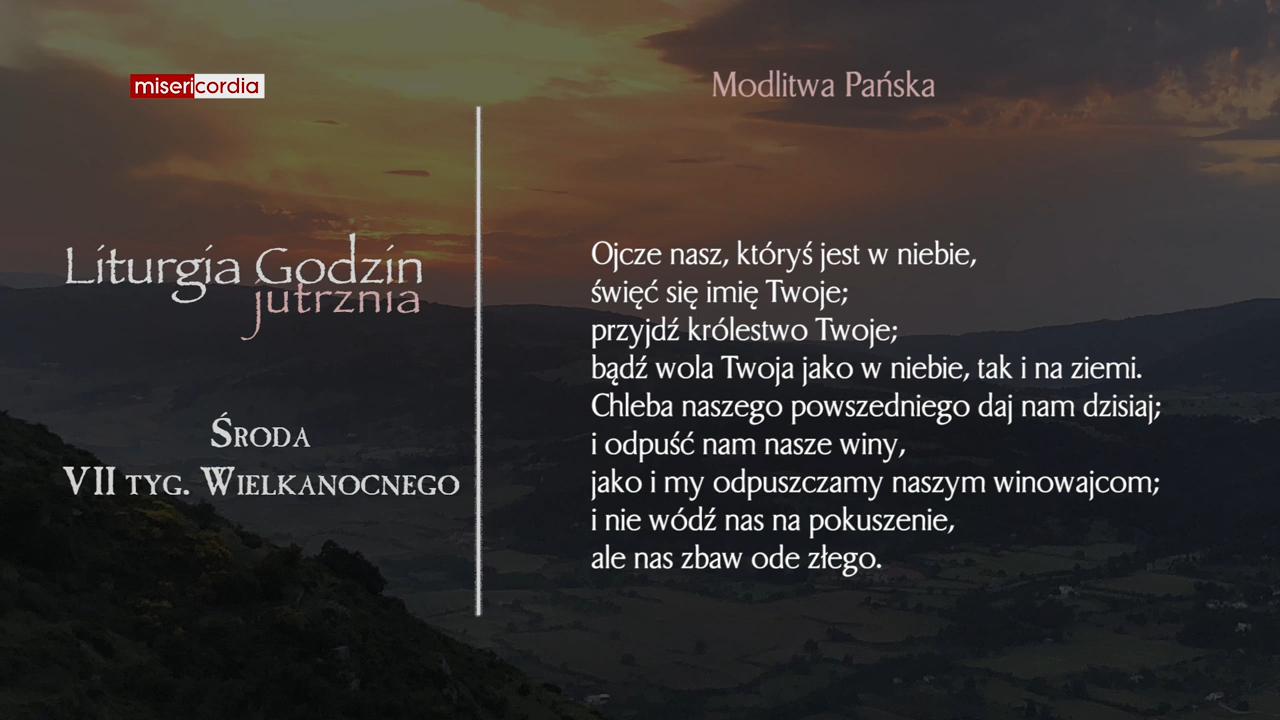 misericordia
Liturgia Godzin
jutrznia
Środa
VII tyg. Wielkanocnego
Modlitwa Pańska
Ojcze nasz, któryś jest w niebie,
święć się imię Twoje;
przyjdź królestwo Twoje;
bądź wola Twoja jako w niebie, tak i na ziemi.
Chleba naszego powszedniego daj nam dzisiaj;
i odpuść nam nasze winy,
jako i my odpuszczamy naszym winowajcom;
i nie wódź nas na pokuszenie,
ale nas zbaw ode złego.